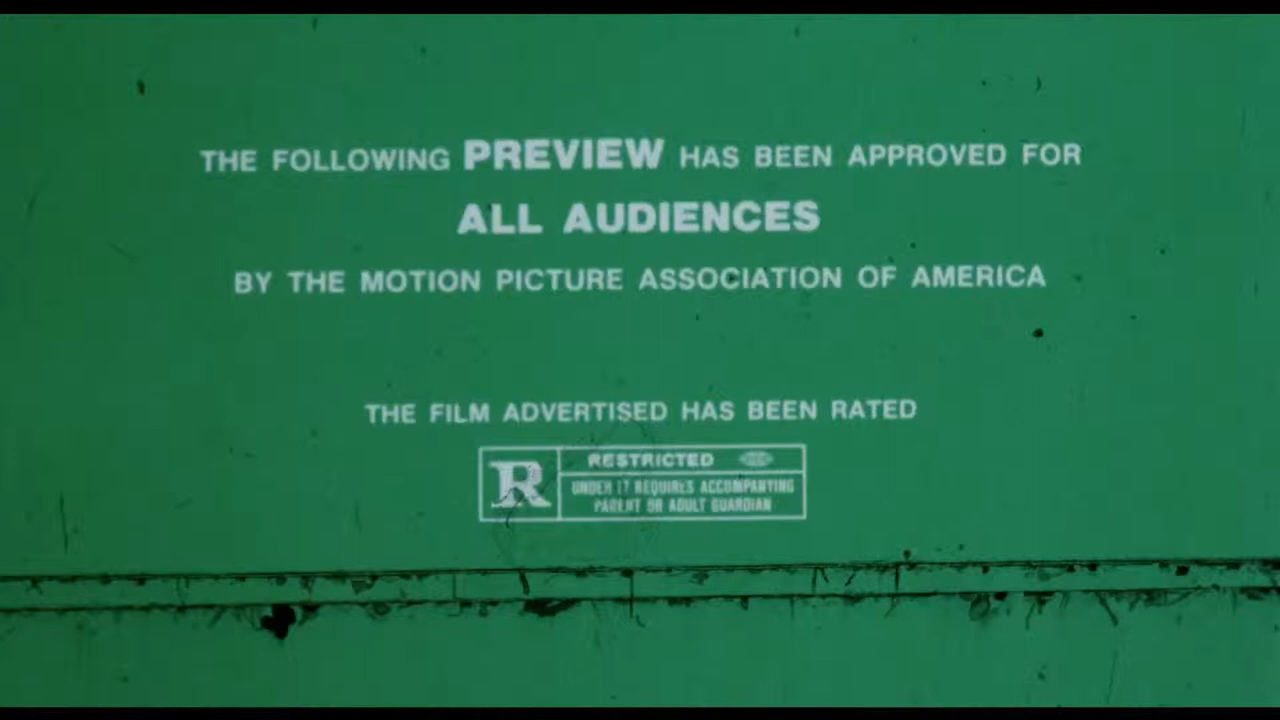 THE FOLLOWING PREVIEW HAS BEEN APPROVED FOR
ALL AUDIENCES
BY THE MOTION PICTURE ASSOCIATION OF AMERICA
THE FILM ADVERTISED HAS BEEN RATED
R RESTRICTED
UNDER 17 REQUIRES ACCOMPANYING
PARENT OR ADULT GUARDIAN